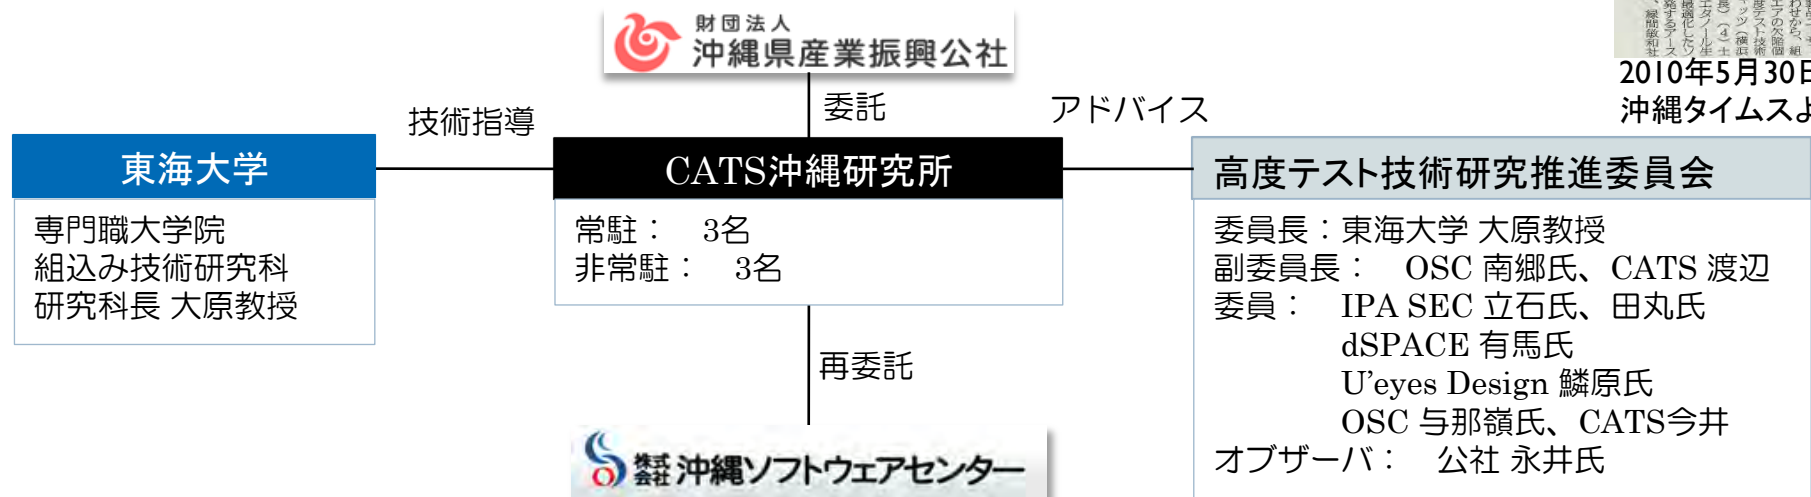 財団法人
沖縄県産業振興公社
2010年5月30日
沖縄タイムスよ
委託
技術指導
アドバイス
東海大学
専門職大学院
組込み技術研究科
研究科長 大原教授
CATS沖縄研究所
常駐： 3名
非常駐： 3名
高度テスト技術研究推進委員会
委員長：東海大学 大原教授
副委員長： OSC 南郷氏、CATS 渡辺
委員： IPA SEC 立石氏、田丸氏
dSPACE 有馬氏
U'eyes Design 鱗原氏
OSC 与那嶺氏、CATS今井
オブザーバ： 公社 永井氏
再委託
株式会社 沖縄ソフトウェアセンター